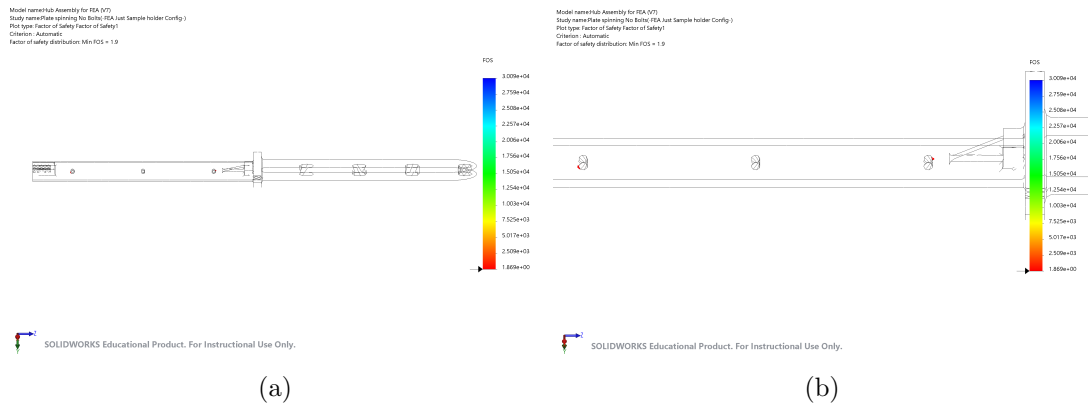 Model name:Hub Assembly for FEA (V7)
Study name:Plate spinning No Bolts(-FEA Just Sample holder Config-)
Plot type: Factor of Safety Factor of Safety1
Criterion : Automatic
Factor of safety distribution: Min FOS = 1.9
FOS
3.009e+04
2.759e+04
2.508e+04
2.257e+04
2.006e+04
1.756e+04
1.505e+04
1.254e+04
1.003e+04
7.525e+03
5.017e+03
2.509e+03
1.869e+00
Z
SOLIDWORKS Educational Product. For Instructional Use Only.
(a)
Model name:Hub Assembly for FEA (V7)
Study name:Plate spinning No Bolts(-FEA Just Sample holder Config-)
Plot type: Factor of Safety Factor of Safety1
Criterion : Automatic
Factor of safety distribution: Min FOS = 1.9
FOS
3.009e+04
2.759e+04
2.508e+04
2.257e+04
2.006e+04
1.756e+04
1.505e+04
1.254e+04
1.003e+04
7.525e+03
5.017e+03
2.509e+03
1.869e+00
Z
SOLIDWORKS Educational Product. For Instructional Use Only.
(b)